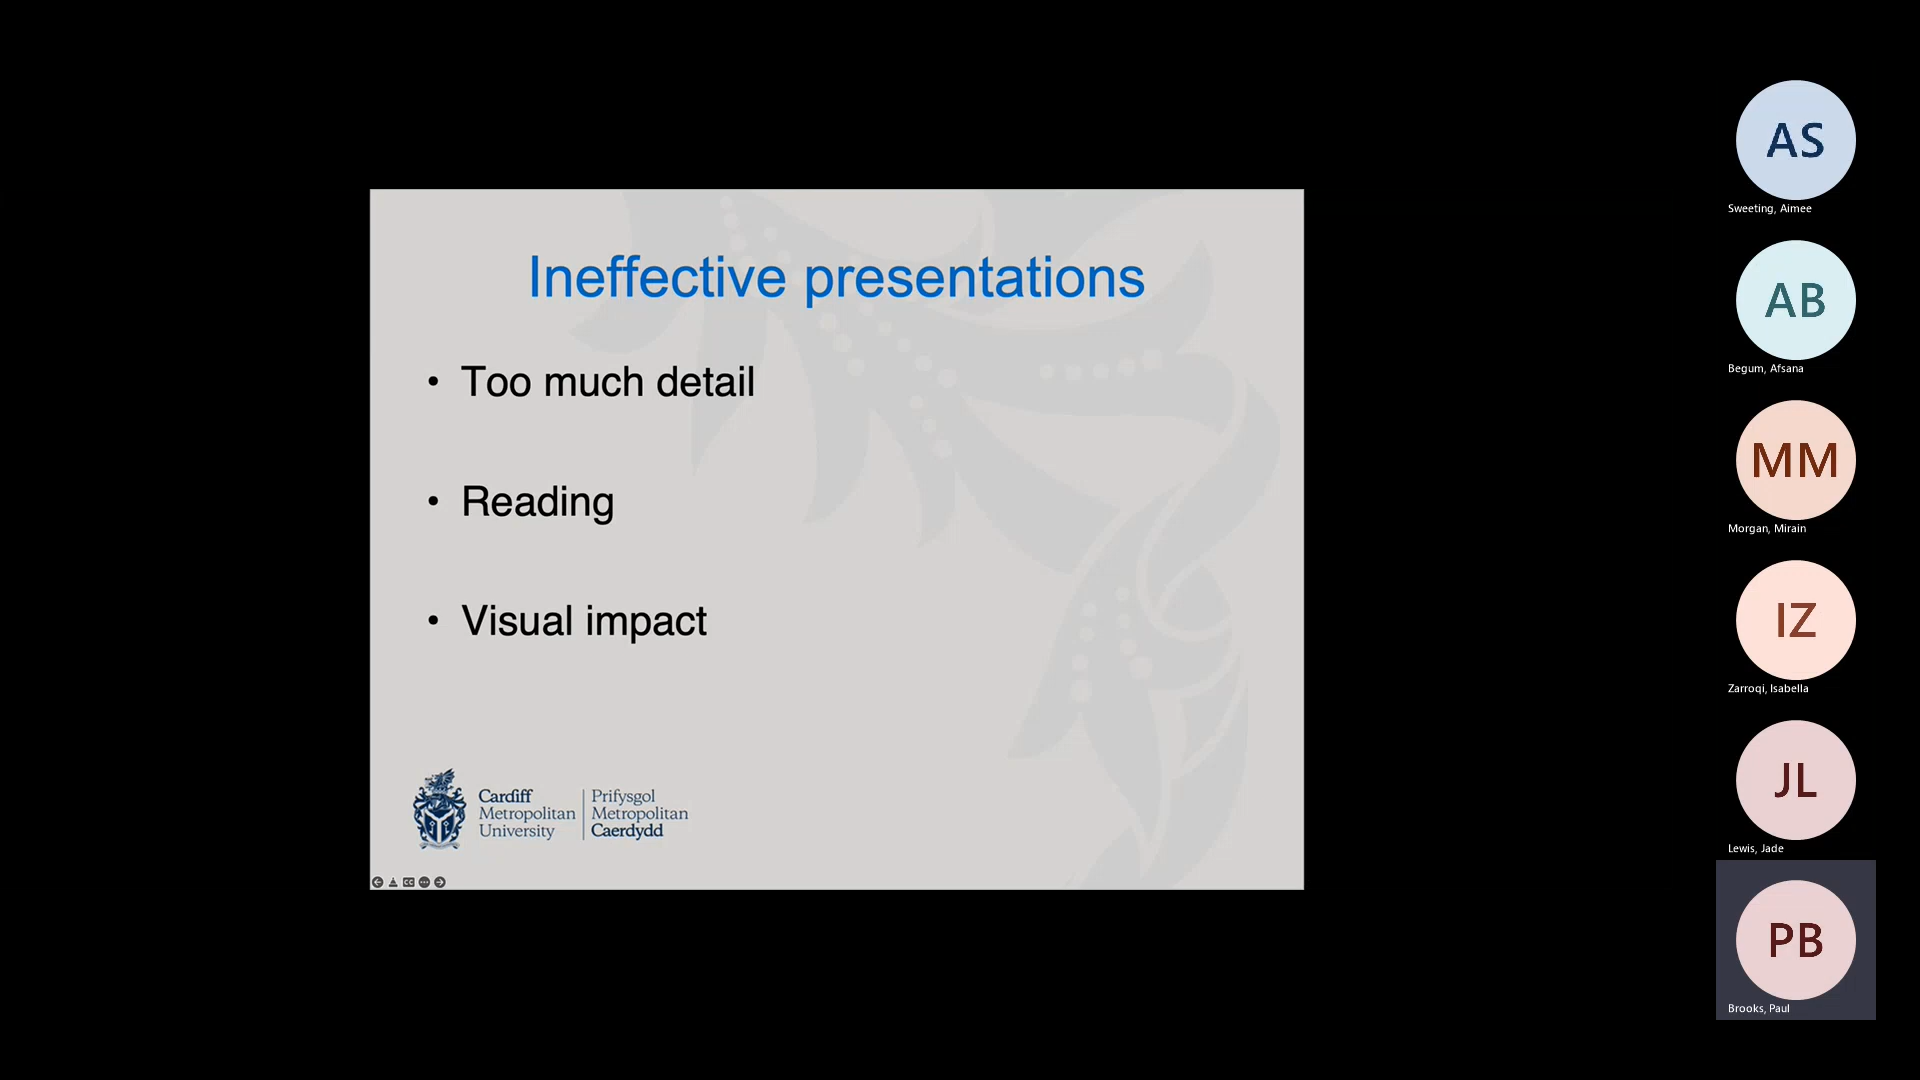 Ineffective presentations
• Too much detail
• Reading
• Visual impact
Cardiff
Metropolitan
University
Prifysgol
Metropolitan
Caerdydd
CC
AS
Sweeting, Aimee
AB
Begum, Afsana
MM
Morgan, Mirain
IZ
Zarroqi, Isabella
JL
Lewis, Jade
PB
Brooks, Paul